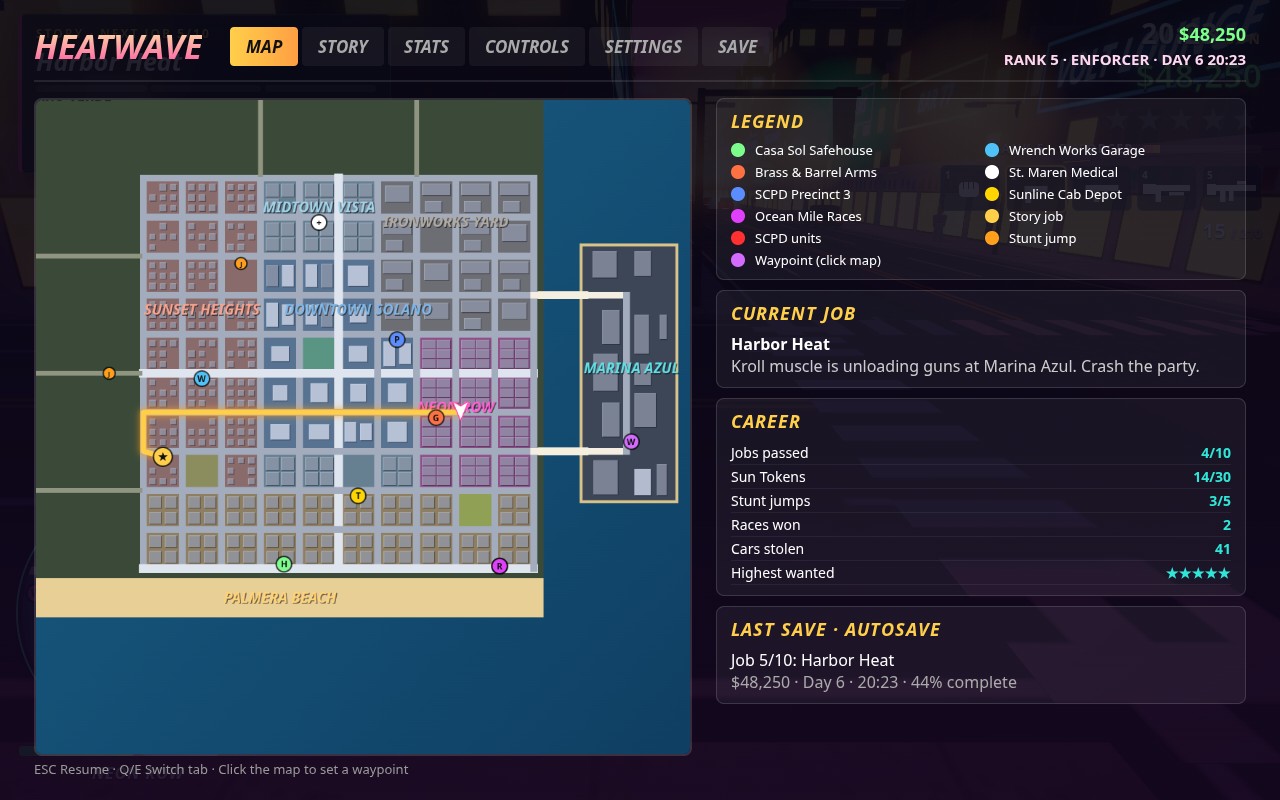 HEATWAVE
MAP
STORY
STATS
CONTROLS
SETTINGS
SAVE
$48,250
RANK 5 · ENFORCER · DAY 6 20:23
Harbor Heat
$48,250
MIDTOWN VISTA
IRONWORKS YARD
SUNSET HEIGHTS
DOWNTOWN SOLANO
MARINA AZUL
NEON ROW
PALMERA BEACH
J
J
P
W
G
W
T
H
R
LEGEND
Casa Sol Safehouse
Wrench Works Garage
Brass & Barrel Arms
St. Maren Medical
SCPD Precinct 3
Sunline Cab Depot
Ocean Mile Races
Story job
SCPD units
Stunt jump
Waypoint (click map)
CURRENT JOB
Harbor Heat
Kroll muscle is unloading guns at Marina Azul. Crash the party.
CAREER
Jobs passed 4/10
Sun Tokens 14/30
Stunt jumps 3/5
Races won 2
Cars stolen 41
Highest wanted ★★★★★
LAST SAVE · AUTOSAVE
Job 5/10: Harbor Heat
$48,250 · Day 6 · 20:23 · 44% complete
ESC Resume · Q/E Switch tab · Click the map to set a waypoint